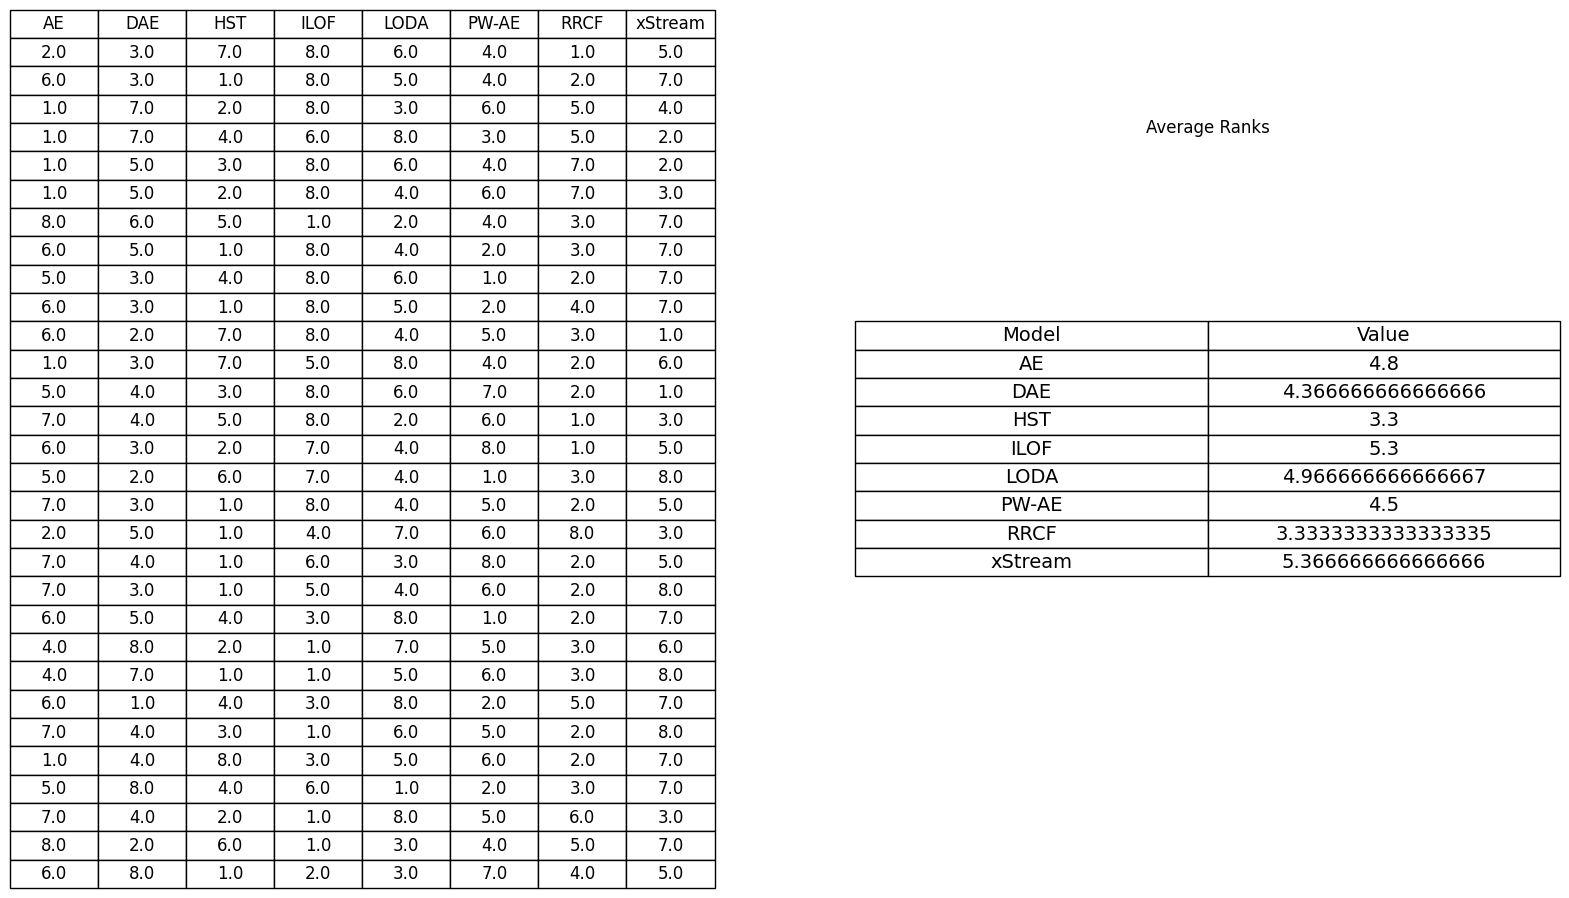 AE DAE HST ILOF LODA PW-AE RRCF xStream
2.0 3.0 7.0 8.0 6.0 4.0 1.0 5.0
6.0 3.0 1.0 8.0 5.0 4.0 2.0 7.0
1.0 7.0 2.0 8.0 3.0 6.0 5.0 4.0
1.0 7.0 4.0 6.0 8.0 3.0 5.0 2.0
1.0 5.0 3.0 8.0 6.0 4.0 7.0 2.0
1.0 5.0 2.0 8.0 4.0 6.0 7.0 3.0
8.0 6.0 5.0 1.0 2.0 4.0 3.0 7.0
6.0 5.0 1.0 8.0 4.0 2.0 3.0 7.0
5.0 3.0 4.0 8.0 6.0 1.0 2.0 7.0
6.0 3.0 1.0 8.0 5.0 2.0 4.0 7.0
6.0 2.0 7.0 8.0 4.0 5.0 3.0 1.0
1.0 3.0 7.0 5.0 8.0 4.0 2.0 6.0
5.0 4.0 3.0 8.0 6.0 7.0 2.0 1.0
7.0 4.0 5.0 8.0 2.0 6.0 1.0 3.0
6.0 3.0 2.0 7.0 4.0 8.0 1.0 5.0
5.0 2.0 6.0 7.0 4.0 1.0 3.0 8.0
7.0 3.0 1.0 8.0 4.0 5.0 2.0 5.0
2.0 5.0 1.0 4.0 7.0 6.0 8.0 3.0
7.0 4.0 1.0 6.0 3.0 8.0 2.0 5.0
7.0 3.0 1.0 5.0 4.0 6.0 2.0 8.0
6.0 5.0 4.0 3.0 8.0 1.0 2.0 7.0
4.0 8.0 2.0 1.0 7.0 5.0 3.0 6.0
4.0 7.0 1.0 1.0 5.0 6.0 3.0 8.0
6.0 1.0 4.0 3.0 8.0 2.0 5.0 7.0
7.0 4.0 3.0 1.0 6.0 5.0 2.0 8.0
1.0 4.0 8.0 3.0 5.0 6.0 2.0 7.0
5.0 8.0 4.0 6.0 1.0 2.0 3.0 7.0
7.0 4.0 2.0 1.0 8.0 5.0 6.0 3.0
8.0 2.0 6.0 1.0 3.0 4.0 5.0 7.0
6.0 8.0 1.0 2.0 3.0 7.0 4.0 5.0
Average Ranks
Model Value
AE 4.8
DAE 4.366666666666666
HST 3.3
ILOF 5.3
LODA 4.966666666666667
PW-AE 4.5
RRCF 3.3333333333333335
xStream 5.366666666666666